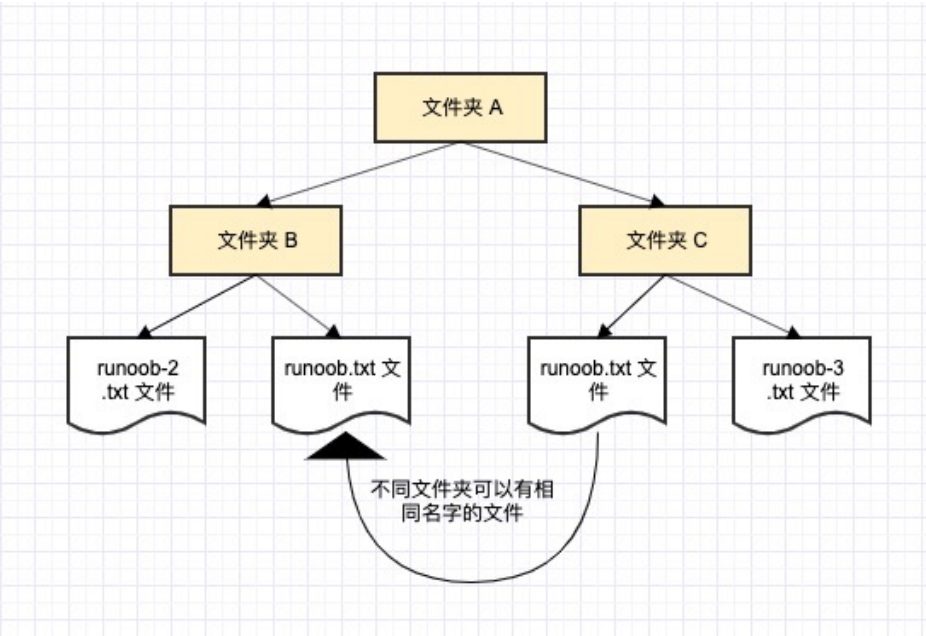 文件夹 A
文件夹 B
文件夹 C
runoob-2
.txt 文件
runoob.txt 文
件
runoob.txt 文
件
runoob-3
.txt 文件
不同文件夹可以有相
同名字的文件